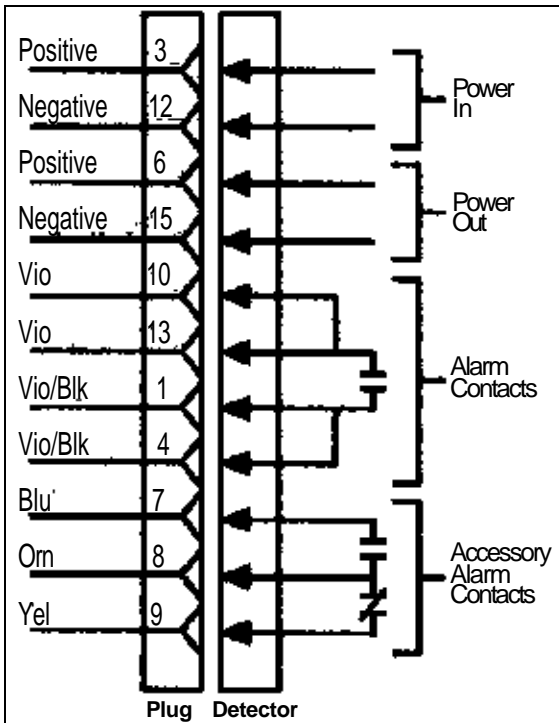 Positive 3
Negative 12
Positive 6
Negative 15
Vio 10
Vio 13
Vio/Blk 1
Vio/Blk 4
Blu 7
Orn 8
Yel 9
Power
In
Power
Out
Alarm
Contacts
Accessory
Alarm
Contacts
Plug Detector